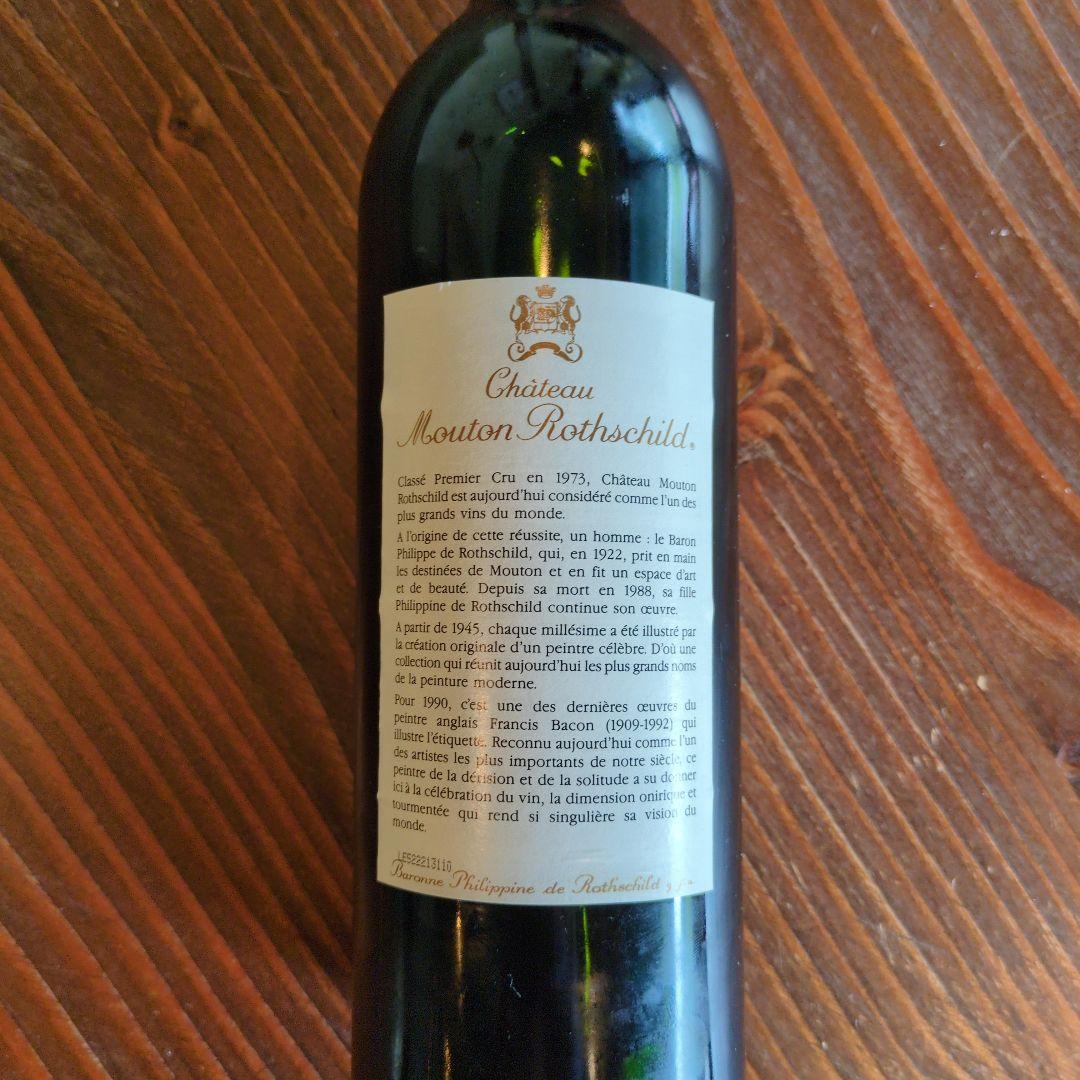 Château
Mouton Rothschild®
Classé Premier Cru en 1973, Château Mouton
Rothschild est aujourd'hui considéré comme l'un des
plus grands vins du monde.
A l'origine de cette réussite, un homme : le Baron
Philippe de Rothschild, qui, en 1922, prit en main
les destinées de Mouton et en fit un espace d'art
et de beauté. Depuis sa mort en 1988, sa fille
Philippine de Rothschild continue son œuvre.
A partir de 1945, chaque millésime a été illustré par
la création originale d'un peintre célèbre. D'où une
collection qui réunit aujourd'hui les plus grands noms
de la peinture moderne.
Pour 1990, c'est une des dernières œuvres du
peintre anglais Francis Bacon (1909-1992) qui
illustre l'étiquette. Reconnu aujourd'hui comme l'un
des artistes les plus importants de notre siècle, ce
peintre de la dérision et de la solitude a su donner
ici à la célébration du vin, la dimension onirique et
tourmentée qui rend si singulière sa vision du
monde.
LE522213110
Baronne Philippine de Rothschild